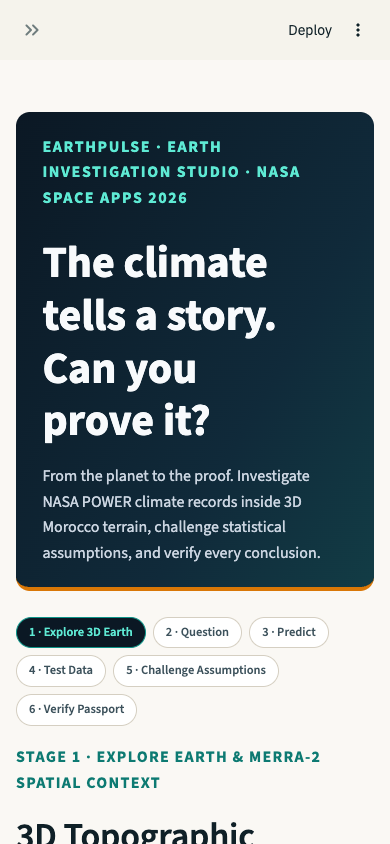 Deploy
EARTHPULSE · EARTH
INVESTIGATION STUDIO · NASA
SPACE APPS 2026
The climate
tells a story.
Can you
prove it?
From the planet to the proof. Investigate
NASA POWER climate records inside 3D
Morocco terrain, challenge statistical
assumptions, and verify every conclusion.
1 · Explore 3D Earth
2 · Question
3 · Predict
4 · Test Data
5 · Challenge Assumptions
6 · Verify Passport
STAGE 1 · EXPLORE EARTH & MERRA-2
SPATIAL CONTEXT
3D Topographic